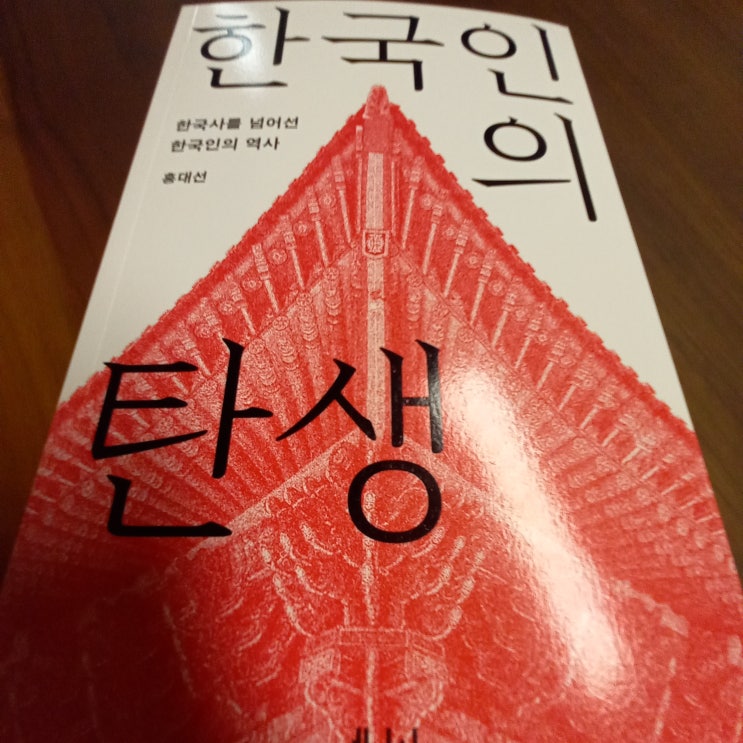 한국인
의
한국사를 넘어선
한국인의 역사
홍대선
탄생